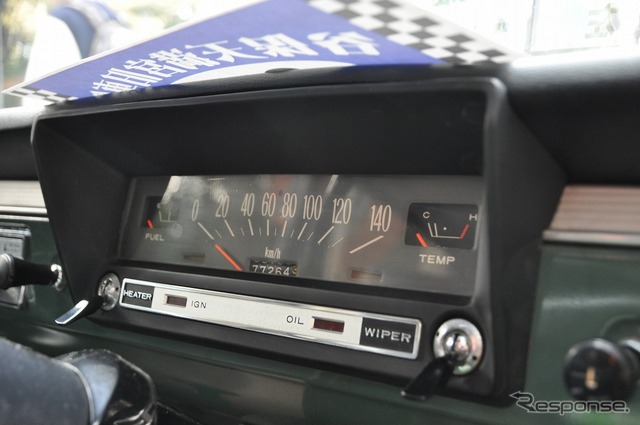 0 20 40 60 80 100 120 140
km/h
FUEL
C H
TEMP
77264
HEATER IGN OIL WIPER
Response.